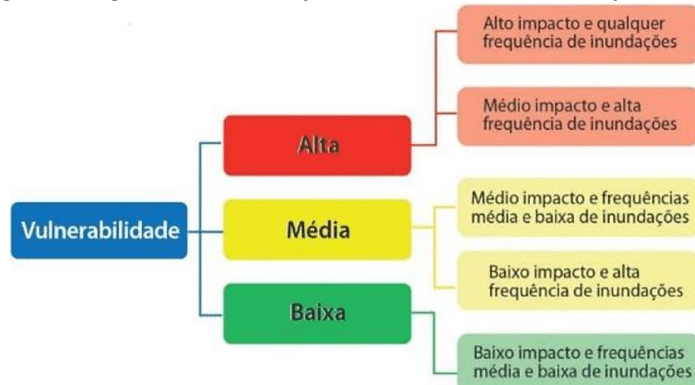 Alto impacto e qualquer
frequência de inundações
Médio impacto e alta
frequência de inundações
Alta
Médio impacto e frequências
média e baixa de inundações
Vulnerabilidade
Média
Baixo impacto e alta
frequência de inundações
Baixa
Baixo impacto e frequências
média e baixa de inundações